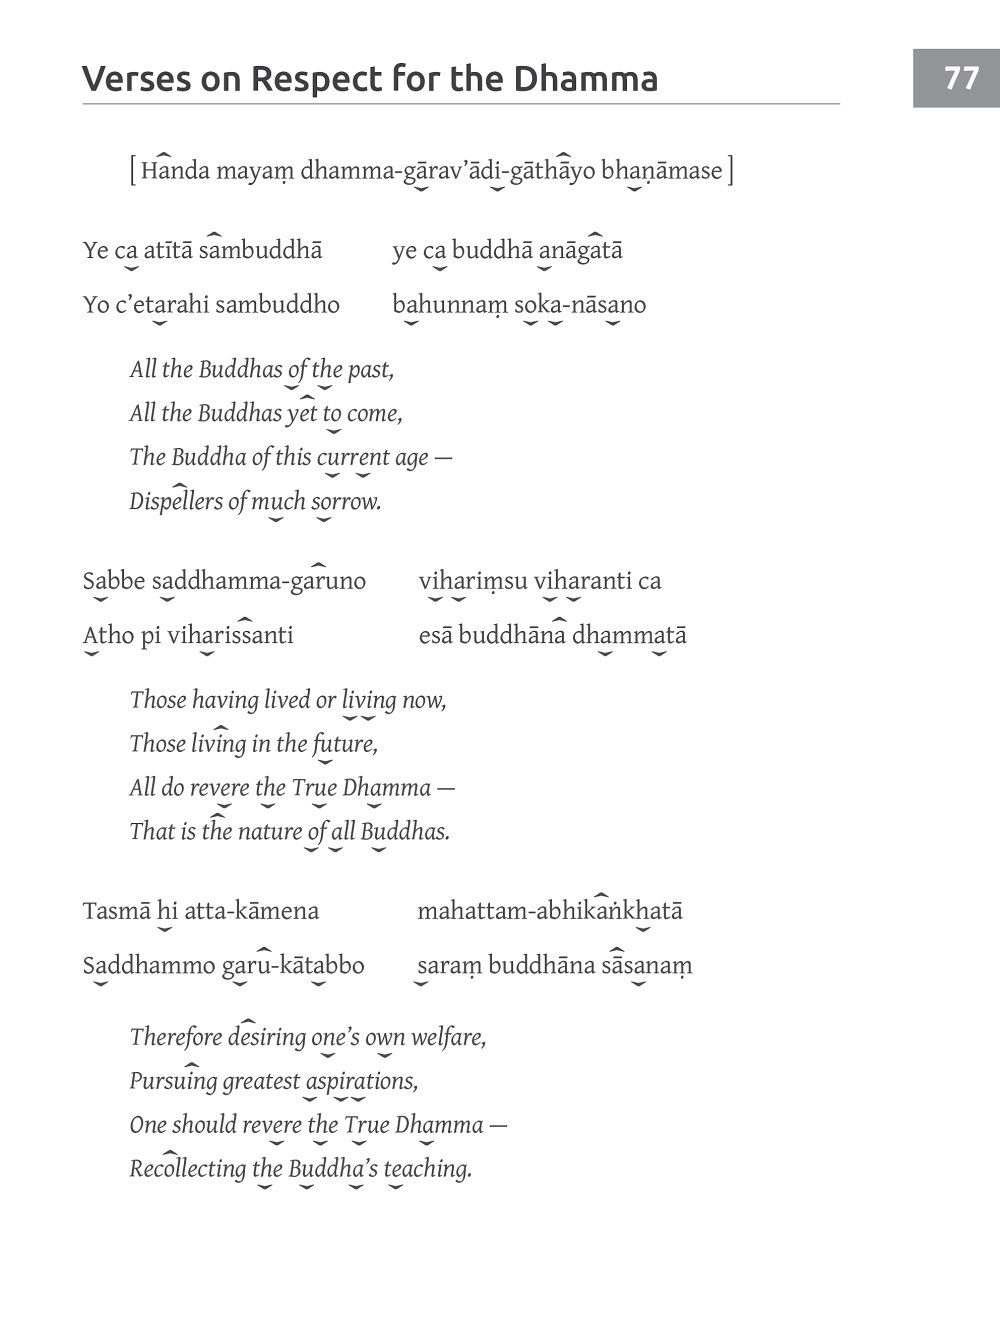 Verses on Respect for the Dhamma
77
[ Handa mayaṃ dhamma-gārav’ādi-gāthāyo bhaṇāmase ]
Ye ca atītā sambuddhā ye ca buddhā anāgatā
Yo c’etarahi sambuddho bahunnaṃ soka-nāsano
All the Buddhas of the past,
All the Buddhas yet to come,
The Buddha of this current age —
Dispellers of much sorrow.
Sabbe saddhamma-garuno vihariṃsu viharanti ca
Atho pi viharissanti esā buddhāna dhammatā
Those having lived or living now,
Those living in the future,
All do revere the True Dhamma —
That is the nature of all Buddhas.
Tasmā hi atta-kāmena mahattam-abhikaṅkhatā
Saddhammo garu-kātabbo saraṃ buddhāna sāsanaṃ
Therefore desiring one’s own welfare,
Pursuing greatest aspirations,
One should revere the True Dhamma —
Recollecting the Buddha’s teaching.